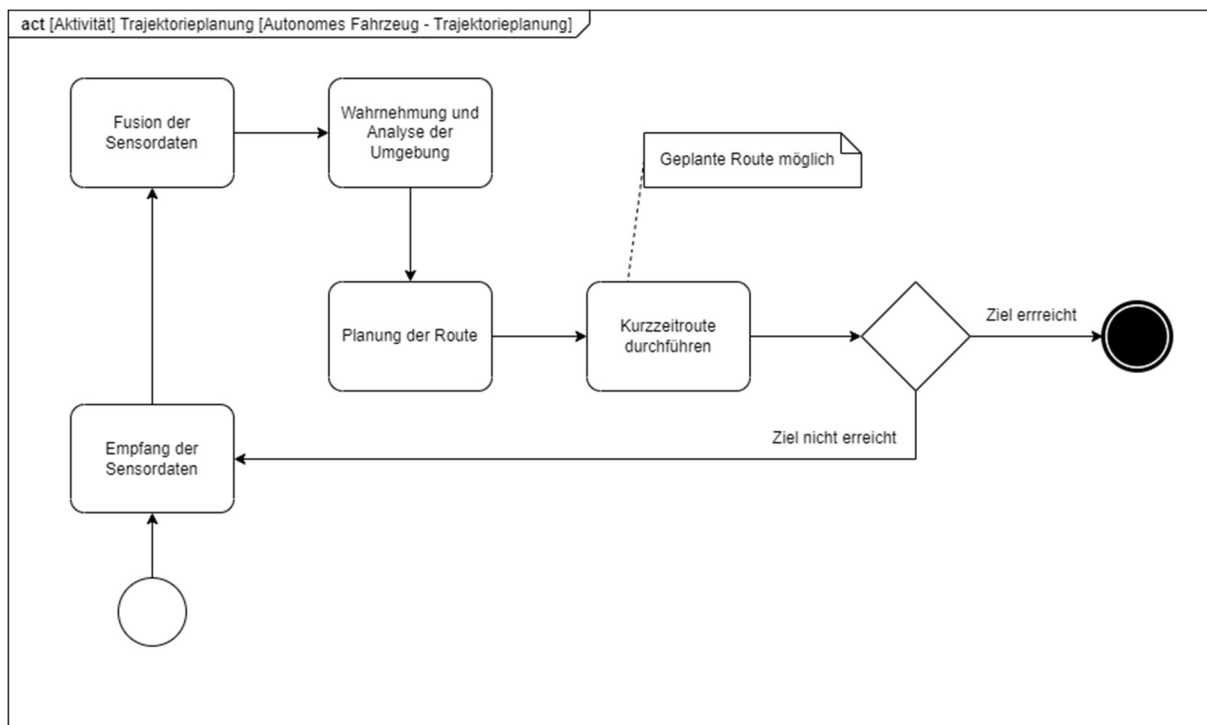 act [Aktivität] Trajektorieplanung [Autonomes Fahrzeug - Trajektorieplanung]
Fusion der
Sensordaten
Wahrnehmung und
Analyse der
Umgebung
Geplante Route möglich
Planung der Route
Kurzzeitroute
durchführen
Ziel errreicht
Ziel nicht erreicht
Empfang der
Sensordaten